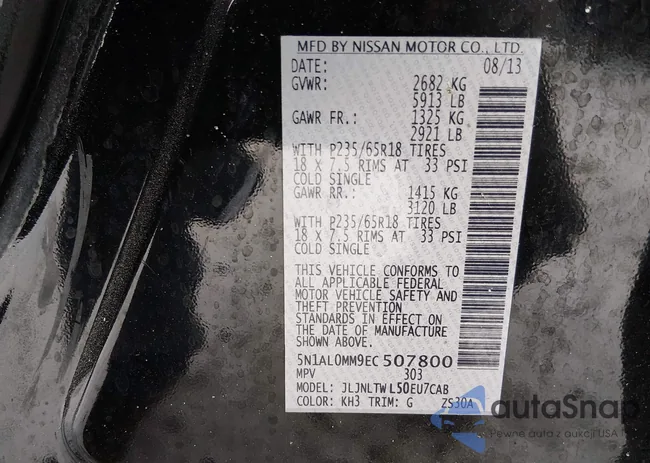 MFD BY NISSAN MOTOR CO., LTD.
DATE: 08/13
GVWR: 2682 KG
5913 LB
GAWR FR.: 1325 KG
2921 LB
WITH P235/65R18 TIRES
18 X 7.5 RIMS AT 33 PSI
COLD SINGLE
GAWR RR.: 1415 KG
3120 LB
WITH P235/65R18 TIRES
18 X 7.5 RIMS AT 33 PSI
COLD SINGLE
THIS VEHICLE CONFORMS TO
ALL APPLICABLE FEDERAL
MOTOR VEHICLE SAFETY AND
THEFT PREVENTION
STANDARDS IN EFFECT ON
THE DATE OF MANUFACTURE
SHOWN ABOVE.
5N1AL0MM9EC507800
MPV 303
MODEL: JLJNLTWL50EU7CAB
COLOR: KH3 TRIM: G ZS30A
autoSnap
Pewne auta z aukcji USA i